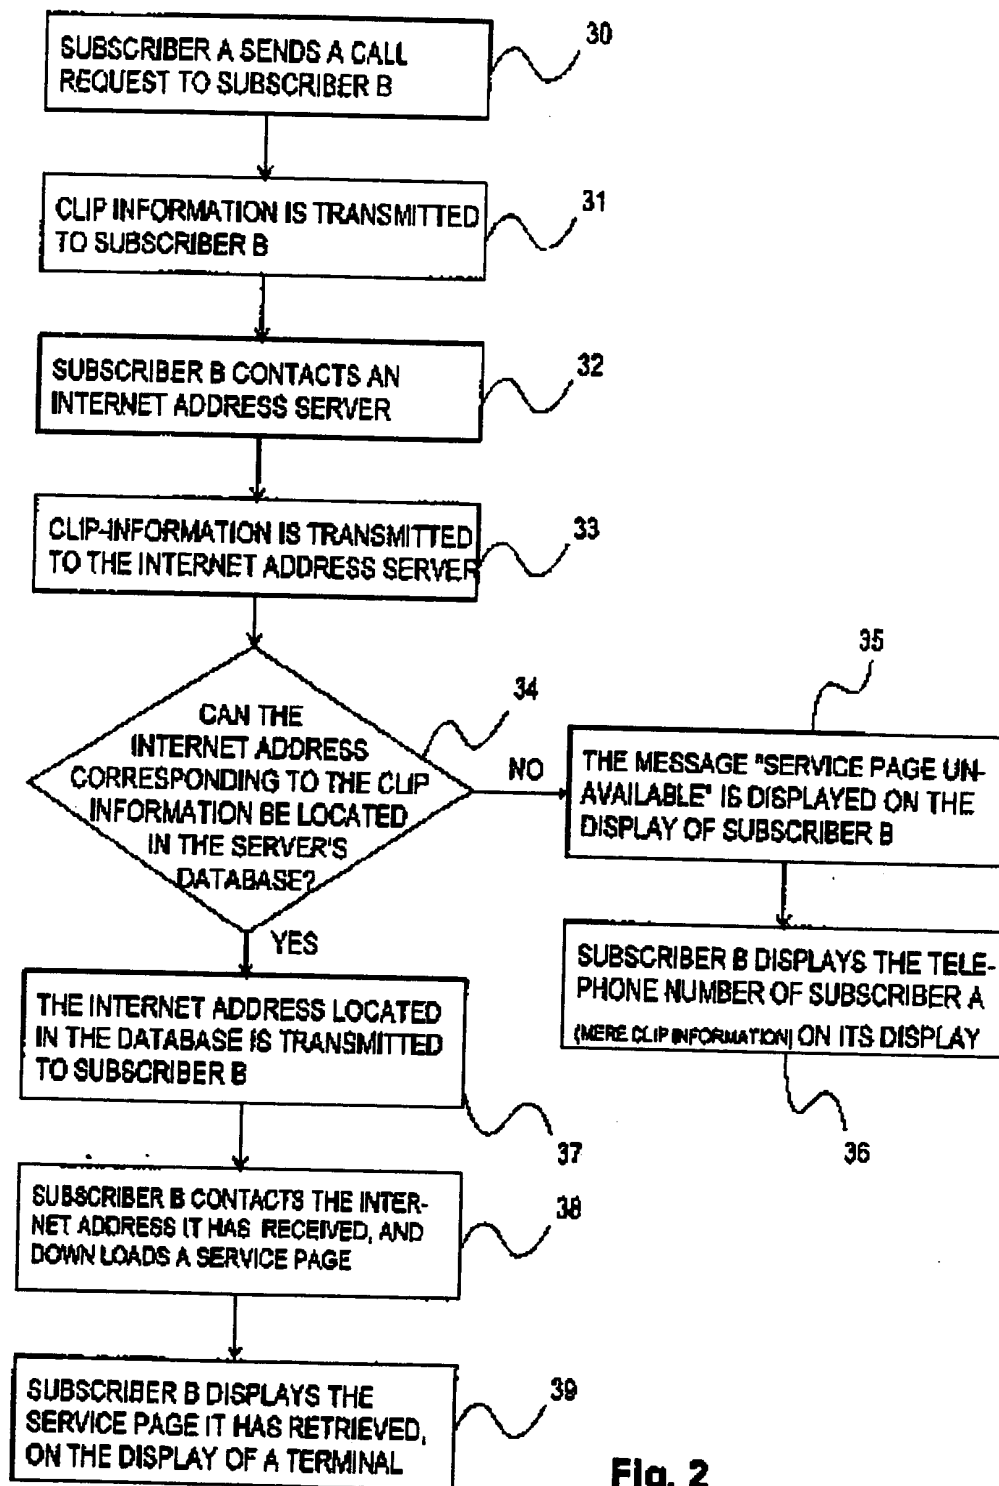 30
SUBSCRIBER A SENDS A CALL
REQUEST TO SUBSCRIBER B
31
CLIP INFORMATION IS TRANSMITTED
TO SUBSCRIBER B
32
SUBSCRIBER B CONTACTS AN
INTERNET ADDRESS SERVER
33
CLIP-INFORMATION IS TRANSMITTED
TO THE INTERNET ADDRESS SERVER
34
CAN THE
INTERNET ADDRESS
CORRESPONDING TO THE CLIP
INFORMATION BE LOCATED
IN THE SERVER'S
DATABASE?
NO
35
THE MESSAGE "SERVICE PAGE UN-
AVAILABLE" IS DISPLAYED ON THE
DISPLAY OF SUBSCRIBER B
SUBSCRIBER B DISPLAYS THE TELE-
PHONE NUMBER OF SUBSCRIBER A
(MERE CLIP INFORMATION) ON ITS DISPLAY
36
YES
THE INTERNET ADDRESS LOCATED
IN THE DATABASE IS TRANSMITTED
TO SUBSCRIBER B
37
SUBSCRIBER B CONTACTS THE INTER-
NET ADDRESS IT HAS RECEIVED, AND
DOWN LOADS A SERVICE PAGE
38
SUBSCRIBER B DISPLAYS THE
SERVICE PAGE IT HAS RETRIEVED,
ON THE DISPLAY OF A TERMINAL
39
Fig. 2